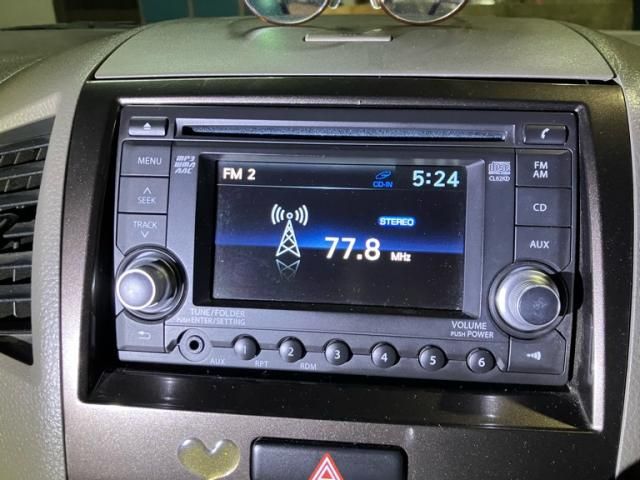 MENU
MP3
WMA
AAC
FM 2
CD-IN
5:24
CL62KD
FM
AM
SEEK
TRACK
STEREO
77.8 MHz
CD
AUX
TUNE/FOLDER
PUSH ENTER/SETTING
VOLUME
PUSH POWER
AUX
1 RPT 2 RDM 3 4 5 6